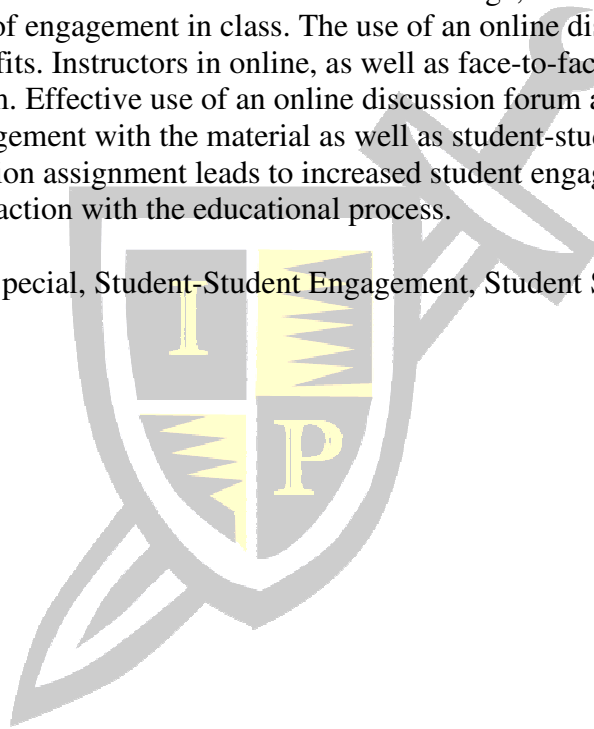 of engagement in class. The use of an online dis
fits. Instructors in online, as well as face-to-fac
n. Effective use of an online discussion forum a
gement with the material as well as student-stud
ion assignment leads to increased student engag
action with the educational process.
pecial, Student-Student Engagement, Student S
I
P